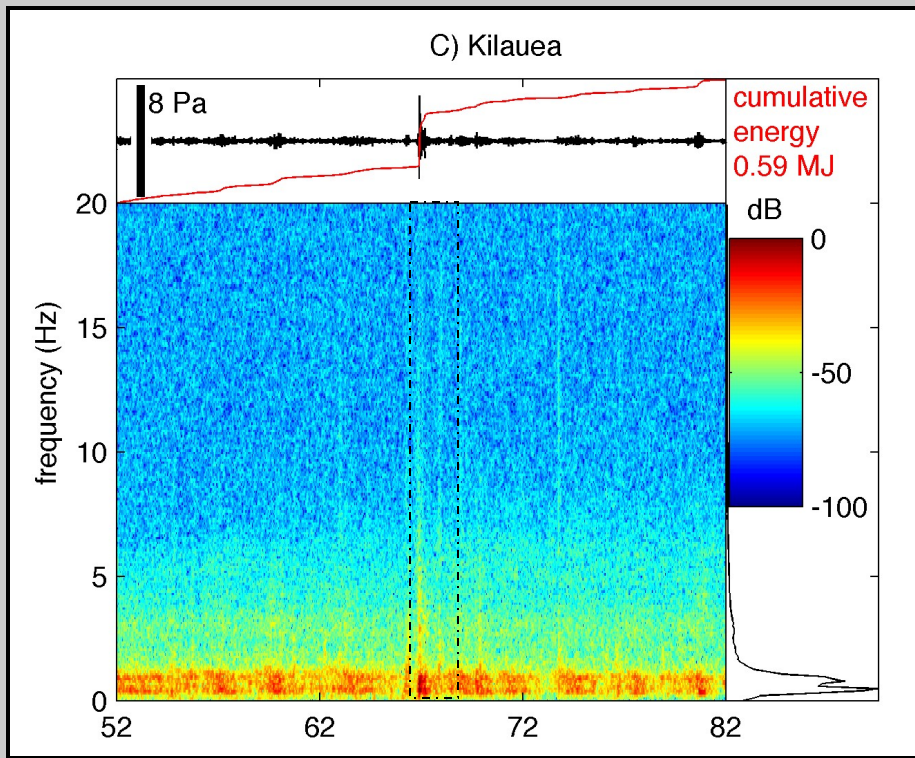 C) Kilauea
8 Pa
cumulative
energy
0.59 MJ
dB
0
-50
-100
20
15
10
5
0
frequency (Hz)
52
62
72
82